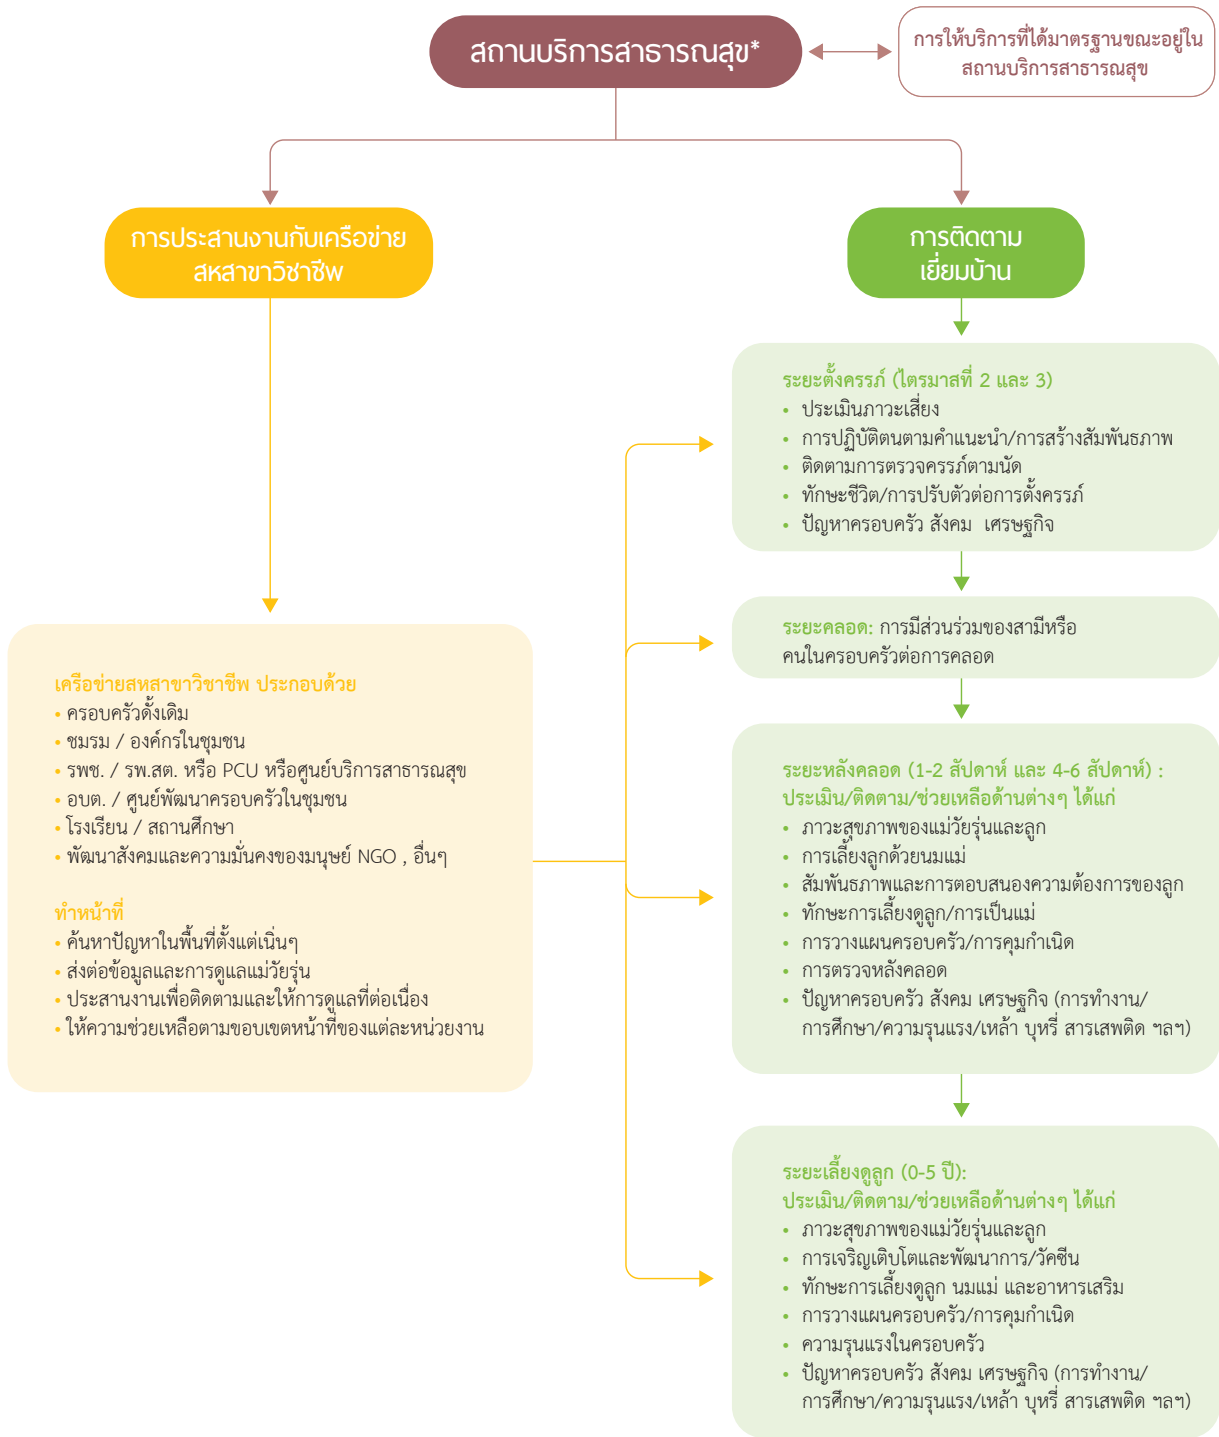 สถานบริการสาธารณสุข*
การให้บริการที่ได้มาตรฐานขณะอยู่ใน
สถานบริการสาธารณสุข
การประสานงานกับเครือข่าย
สหสาขาวิชาชีพ
การติดตาม
เยี่ยมบ้าน
เครือข่ายสหสาขาวิชาชีพ ประกอบด้วย
• ครอบครัวดั้งเดิม
• ชมรม / องค์กรในชุมชน
• รพช. / รพ.สต. หรือ PCU หรือศูนย์บริการสาธารณสุข
• อบต. / ศูนย์พัฒนาครอบครัวในชุมชน
• โรงเรียน / สถานศึกษา
• พัฒนาสังคมและความมั่นคงของมนุษย์ NGO , อื่นๆ
ทำหน้าที่
• ค้นหาปัญหาในพื้นที่ตั้งแต่เนิ่นๆ
• ส่งต่อข้อมูลและการดูแลแม่วัยรุ่น
• ประสานงานเพื่อติดตามและให้การดูแลที่ต่อเนื่อง
• ให้ความช่วยเหลือตามขอบเขตหน้าที่ของแต่ละหน่วยงาน
ระยะตั้งครรภ์ (ไตรมาสที่ 2 และ 3)
• ประเมินภาวะเสี่ยง
• การปฏิบัติตนตามคำแนะนำ/การสร้างสัมพันธภาพ
• ติดตามการตรวจครรภ์ตามนัด
• ทักษะชีวิต/การปรับตัวต่อการตั้งครรภ์
• ปัญหาครอบครัว สังคม เศรษฐกิจ
ระยะคลอด: การมีส่วนร่วมของสามีหรือ
คนในครอบครัวต่อการคลอด
ระยะหลังคลอด (1-2 สัปดาห์ และ 4-6 สัปดาห์) :
ประเมิน/ติดตาม/ช่วยเหลือด้านต่างๆ ได้แก่
• ภาวะสุขภาพของแม่วัยรุ่นและลูก
• การเลี้ยงลูกด้วยนมแม่
• สัมพันธภาพและการตอบสนองความต้องการของลูก
• ทักษะการเลี้ยงดูลูก/การเป็นแม่
• การวางแผนครอบครัว/การคุมกำเนิด
• การตรวจหลังคลอด
• ปัญหาครอบครัว สังคม เศรษฐกิจ (การทำงาน/
การศึกษา/ความรุนแรง/เหล้า บุหรี่ สารเสพติด ฯลฯ)
ระยะเลี้ยงดูลูก (0-5 ปี):
ประเมิน/ติดตาม/ช่วยเหลือด้านต่างๆ ได้แก่
• ภาวะสุขภาพของแม่วัยรุ่นและลูก
• การเจริญเติบโตและพัฒนาการ/วัคซีน
• ทักษะการเลี้ยงดูลูก นมแม่ และอาหารเสริม
• การวางแผนครอบครัว/การคุมกำเนิด
• ความรุนแรงในครอบครัว
• ปัญหาครอบครัว สังคม เศรษฐกิจ (การทำงาน/
การศึกษา/ความรุนแรง/เหล้า บุหรี่ สารเสพติด ฯลฯ)